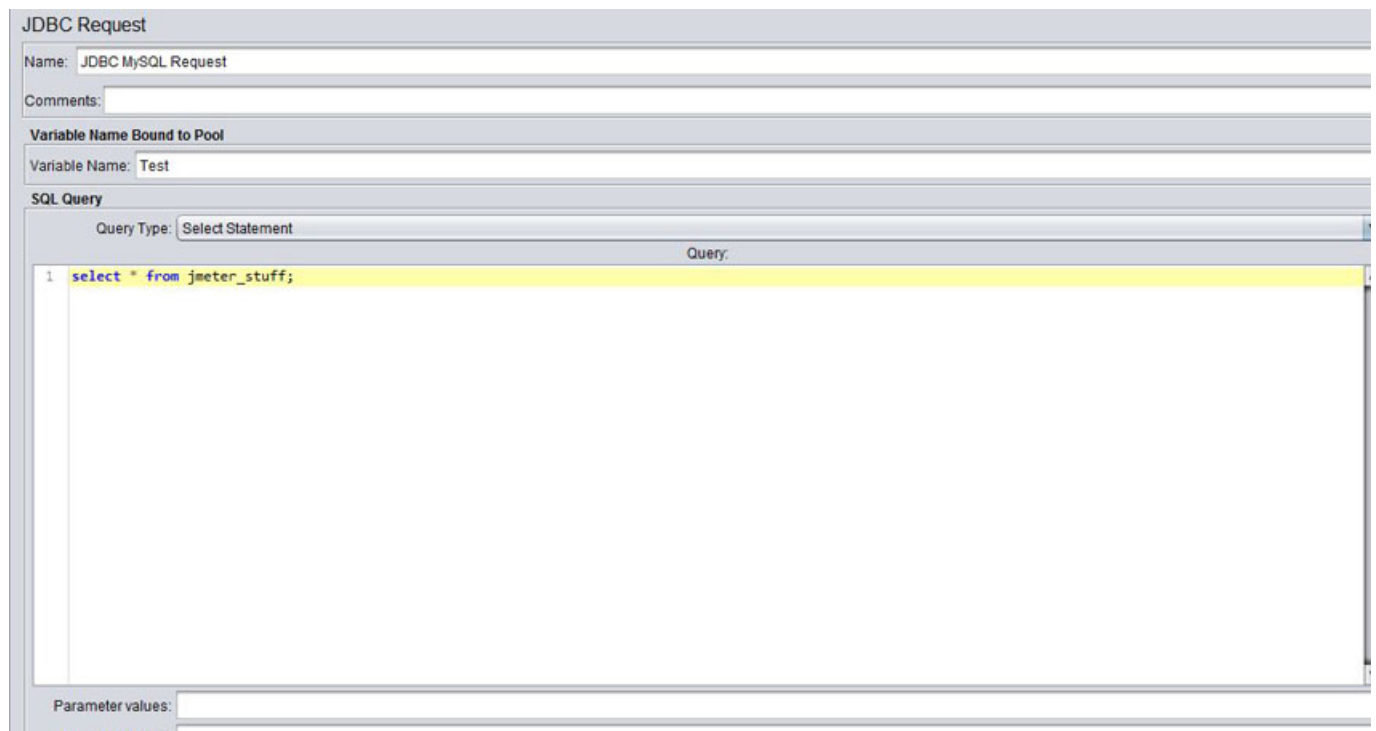 JDBC Request
Name: JDBC MySQL Request
Comments:
Variable Name Bound to Pool
Variable Name: Test
SQL Query
Query Type: Select Statement
Query:
1 select * from jmeter_stuff;
Parameter values: